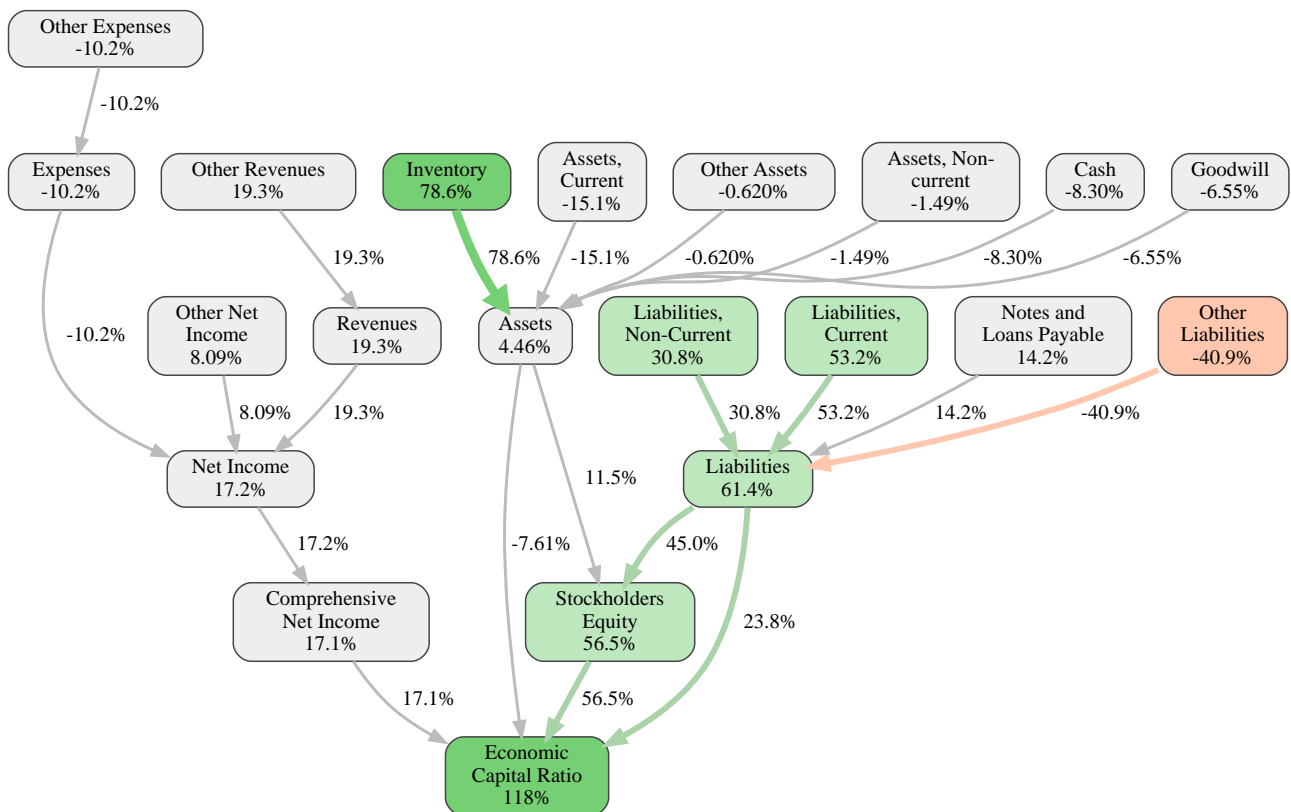 Other Expenses
-10.2%
-10.2%
Expenses
-10.2%
Other Revenues
19.3%
Inventory
78.6%
Assets,
Current
-15.1%
Other Assets
-0.620%
Assets, Non-
current
-1.49%
Cash
-8.30%
Goodwill
-6.55%
19.3%
78.6%
-15.1%
-0.620%
-1.49%
-8.30%
-6.55%
-10.2%
Other Net
Income
8.09%
Revenues
19.3%
Assets
4.46%
Liabilities,
Non-Current
30.8%
Liabilities,
Current
53.2%
Notes and
Loans Payable
14.2%
Other
Liabilities
-40.9%
8.09%
19.3%
30.8%
53.2%
14.2%
-40.9%
Net Income
17.2%
11.5%
Liabilities
61.4%
17.2%
-7.61%
45.0%
Comprehensive
Net Income
17.1%
Stockholders
Equity
56.5%
23.8%
17.1%
56.5%
Economic
Capital Ratio
118%